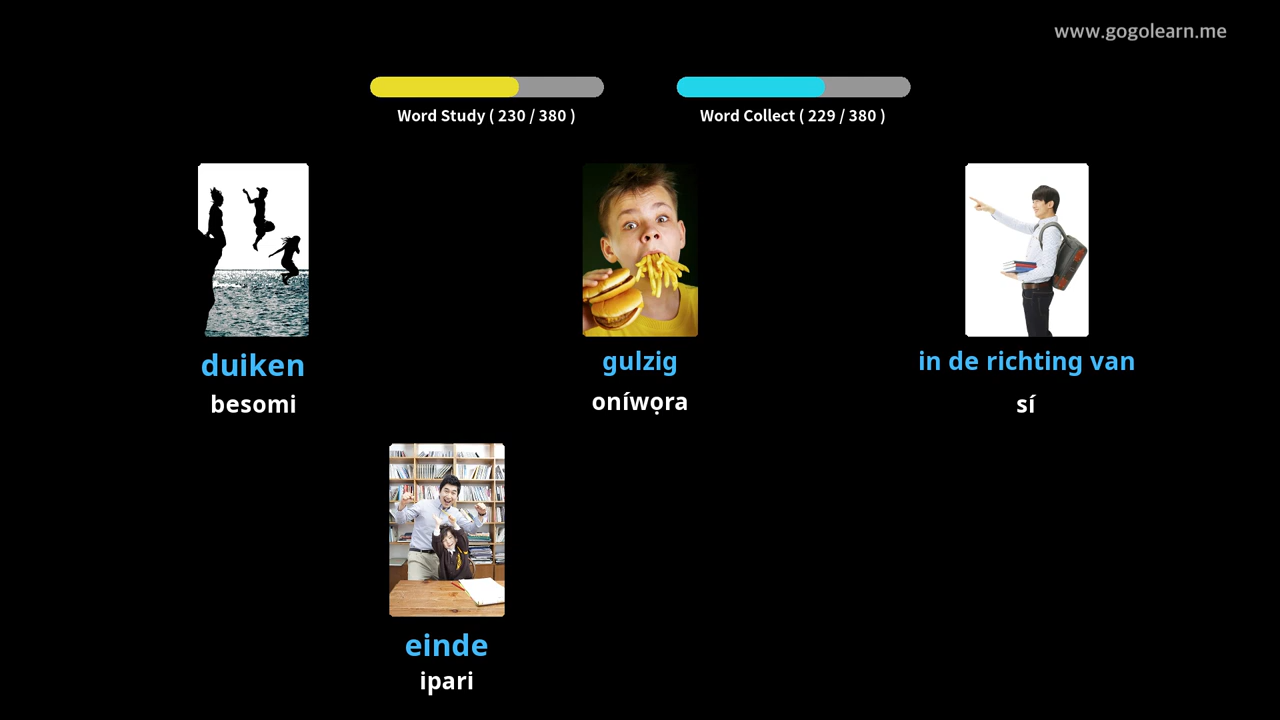 www.gogolearn.me
Word Study ( 230 / 380 )
Word Collect ( 229 / 380 )
duiken
besomi
gulzig
oníwọra
in de richting van
sí
einde
ipari